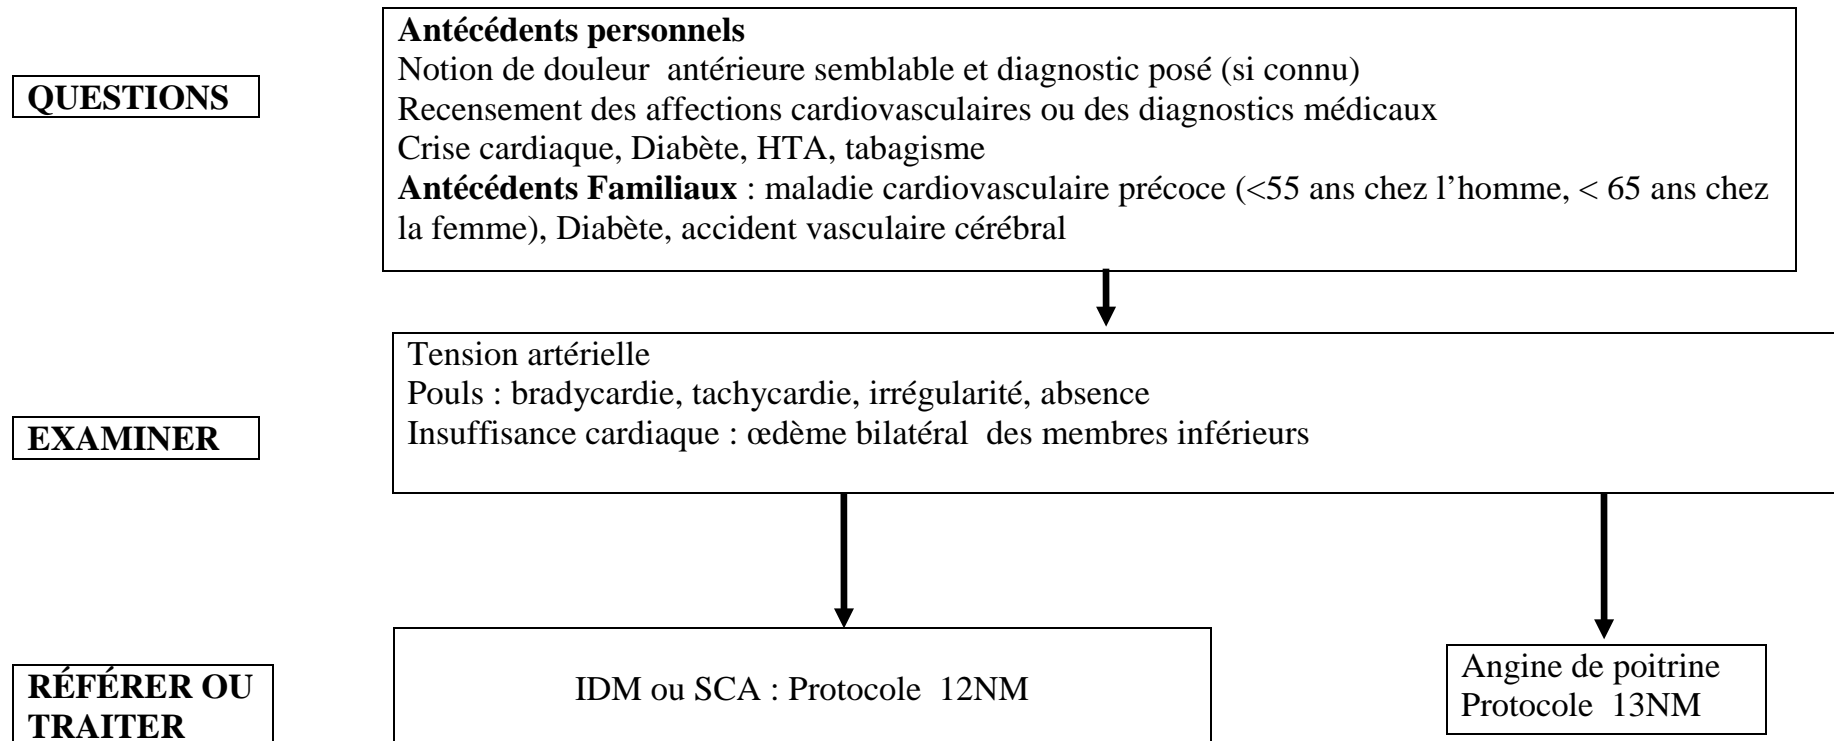 QUESTIONS
Antécédents personnels
Notion de douleur antérieure semblable et diagnostic posé (si connu)
Recensement des affections cardiovasculaires ou des diagnostics médicaux
Crise cardiaque, Diabète, HTA, tabagisme
Antécédents Familiaux : maladie cardiovasculaire précoce (<55 ans chez l’homme, < 65 ans chez
la femme), Diabète, accident vasculaire cérébral
EXAMINER
Tension artérielle
Pouls : bradycardie, tachycardie, irrégularité, absence
Insuffisance cardiaque : œdème bilatéral des membres inférieurs
RÉFÉRER OU
TRAITER
IDM ou SCA : Protocole 12NM
Angine de poitrine
Protocole 13NM